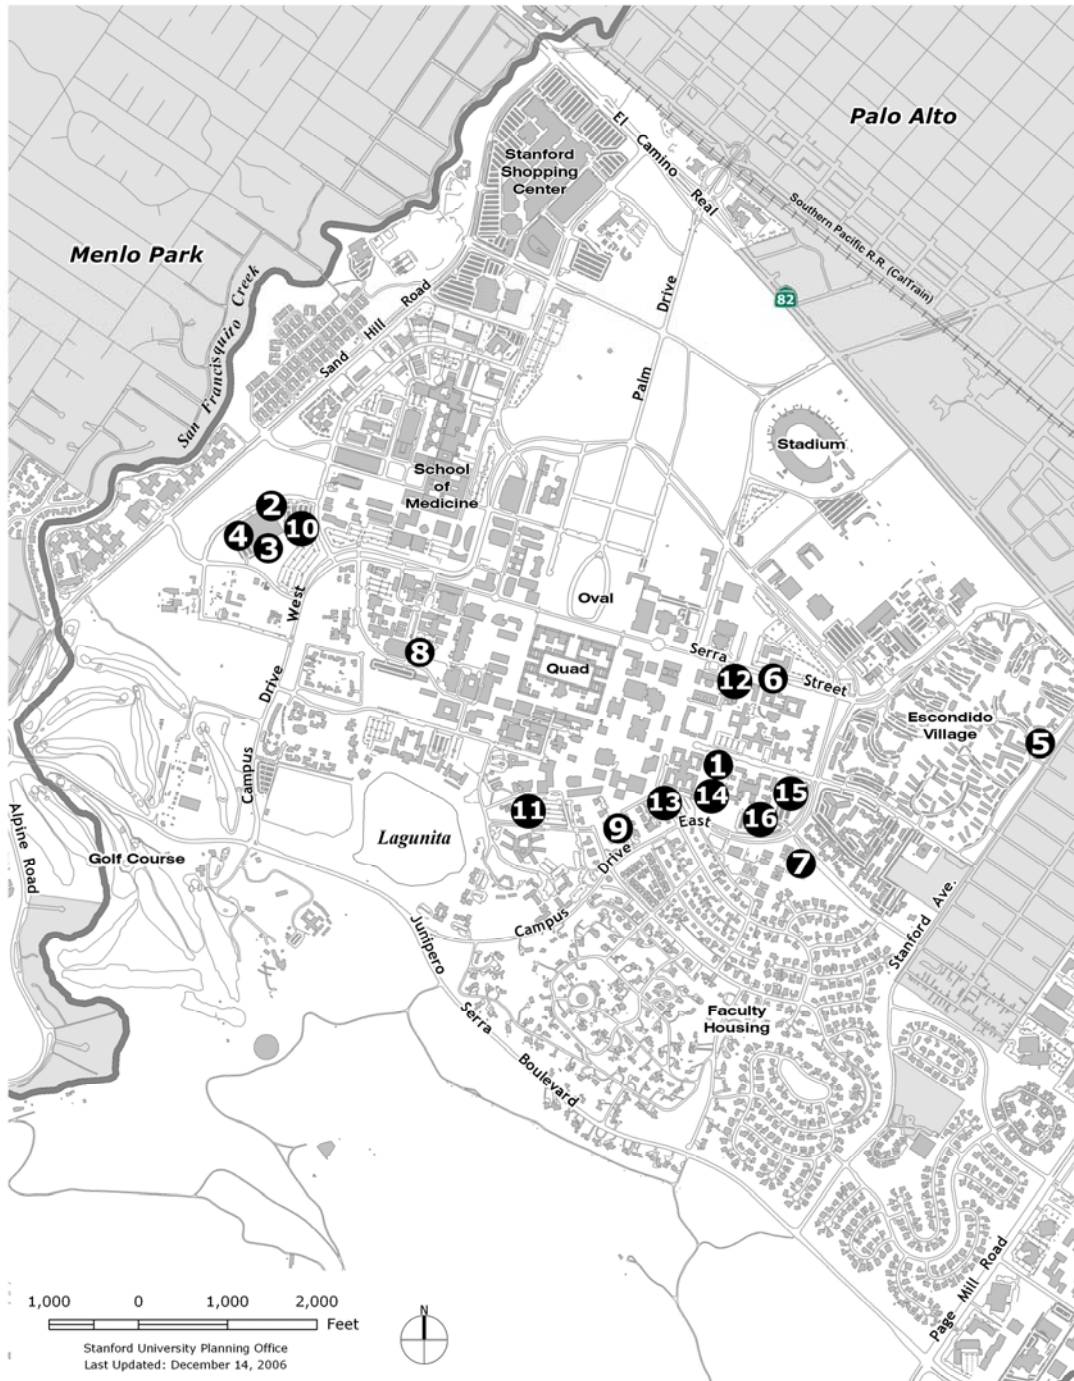 Palo Alto
El Camino Real
Stanford
Shopping
Center
Southern Pacific R.R. (CalTrain)
Menlo Park
San Francisquiro Creek
82
Palm Drive
Sand Hill Road
Stadium
School
of
Medicine
2
10
4
3
Oval
West
8
Serra Street
Quad
12
6
Escondido
Village
5
Campus Drive
1
15
14
13
16
11
9
East
7
Alpine Road
Lagunita
Golf Course
Campus Drive
Stanford Ave.
Junipero Serra Boulevard
Faculty
Housing
Page Mill Road
1,000 0 1,000 2,000
Feet
N
Stanford University Planning Office
Last Updated: December 14, 2006